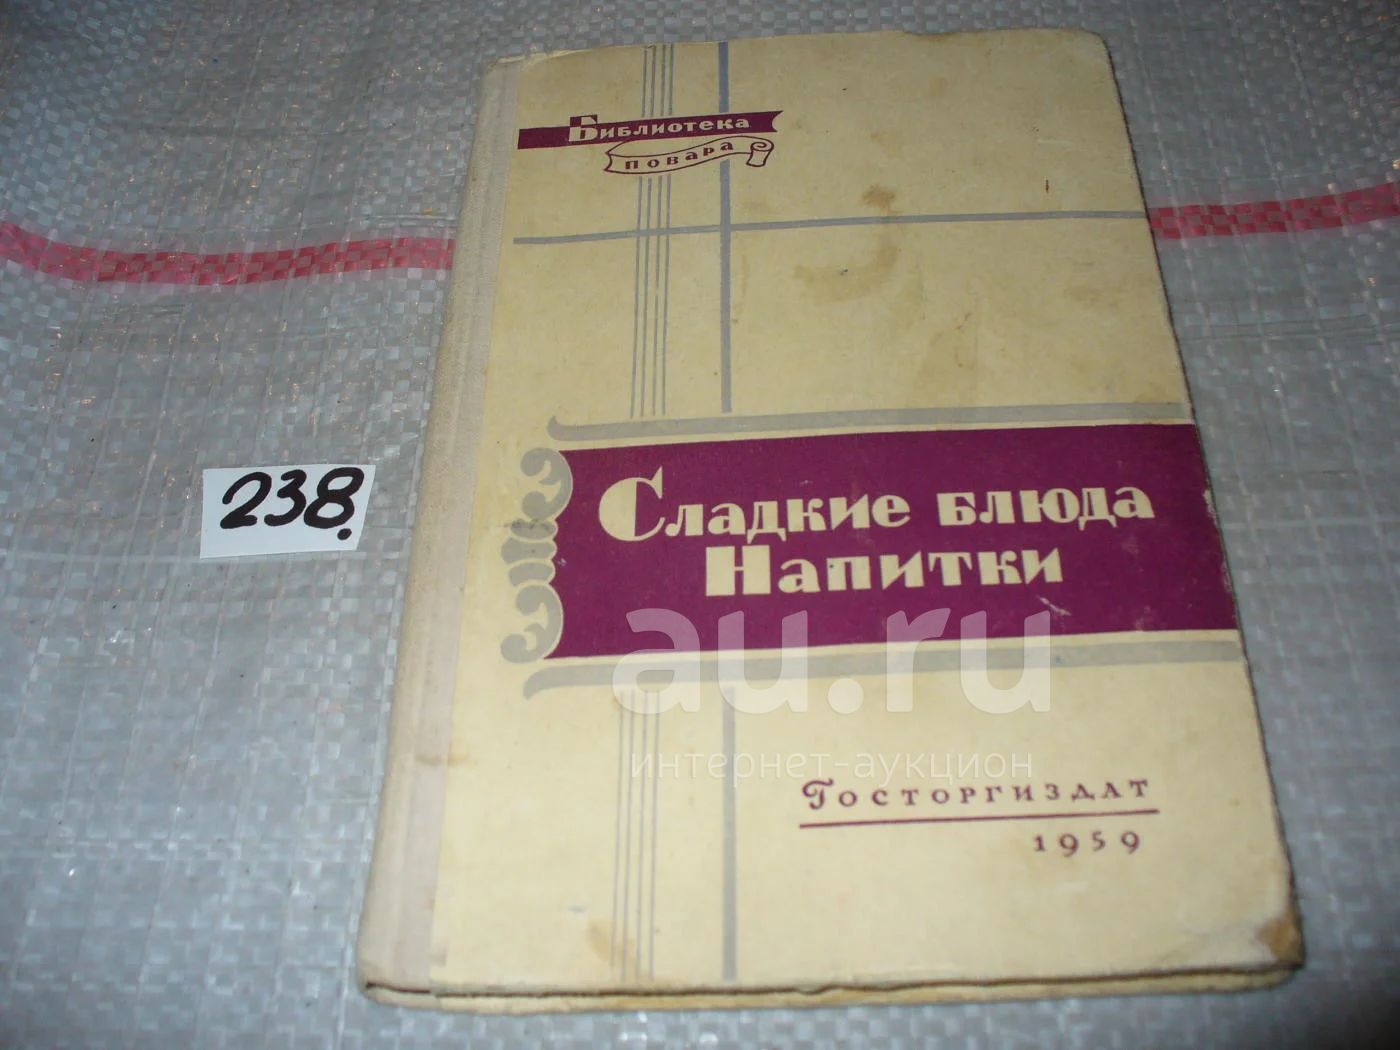 Библиотека
повара
238.
Сладкие блюда
Напитки
au.ru
интернет-аукцион
Госторгиздат
1959